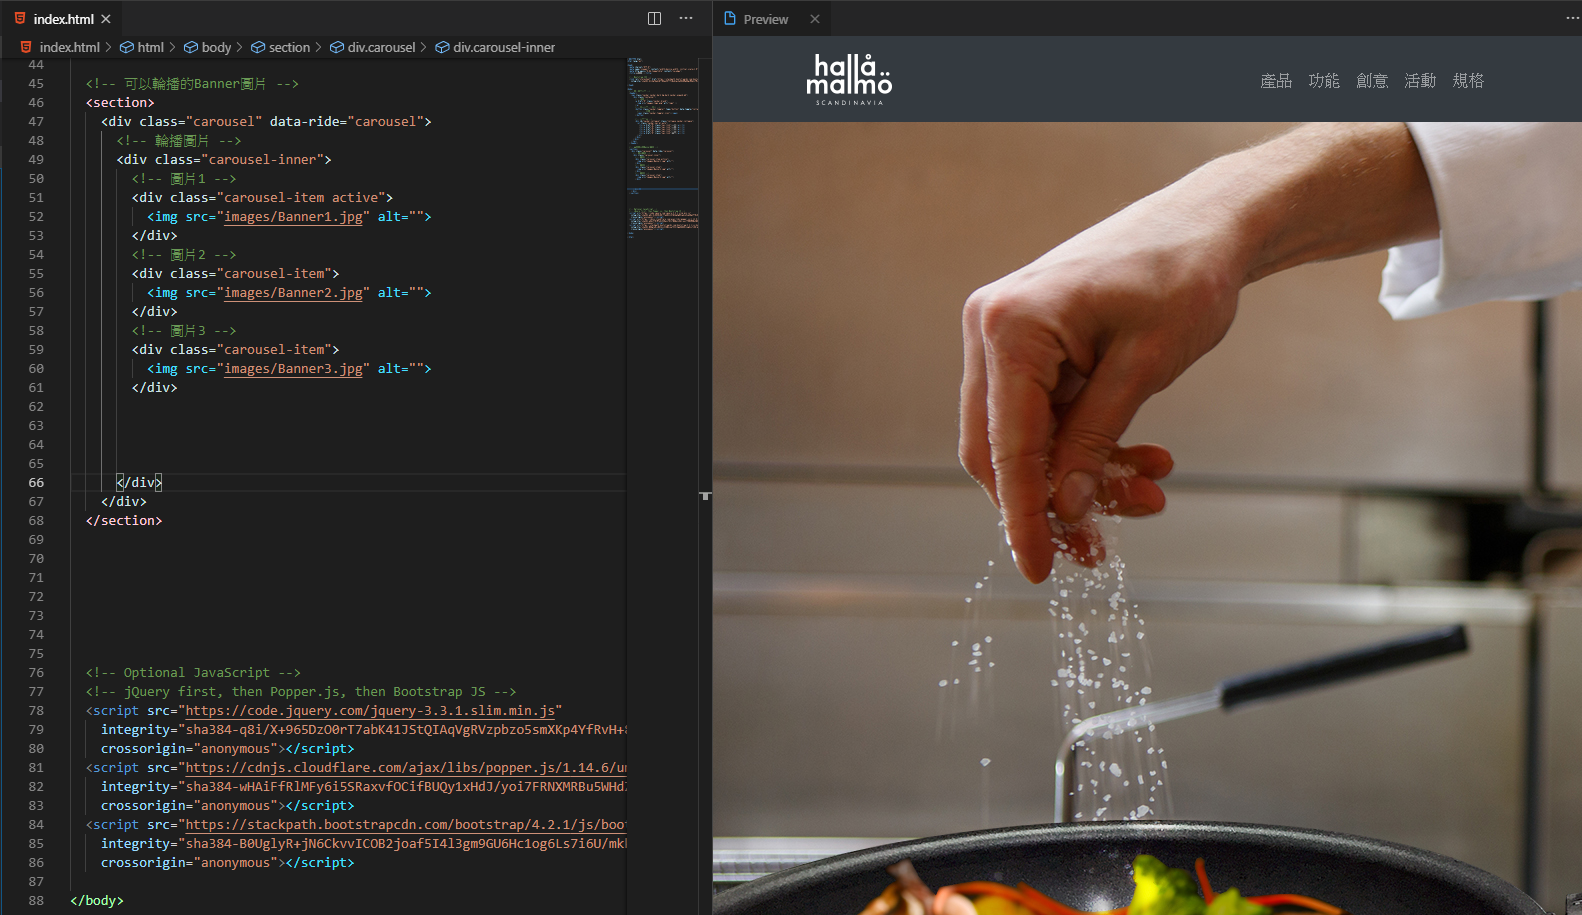 index.html
index.html > html > body > section > div.carousel > div.carousel-inner
44
45 <!-- 可以輪播的Banner圖片 -->
46 <section>
47 <div class="carousel" data-ride="carousel">
48 <!-- 輪播圖片 -->
49 <div class="carousel-inner">
50 <!-- 圖片1 -->
51 <div class="carousel-item active">
52 <img src="images/Banner1.jpg" alt="">
53 </div>
54 <!-- 圖片2 -->
55 <div class="carousel-item">
56 <img src="images/Banner2.jpg" alt="">
57 </div>
58 <!-- 圖片3 -->
59 <div class="carousel-item">
60 <img src="images/Banner3.jpg" alt="">
61 </div>
62
63
64
65
66 </div>
67 </div>
68 </section>
69
70
71
72
73
74
75
76 <!-- Optional JavaScript -->
77 <!-- jQuery first, then Popper.js, then Bootstrap JS -->
78 <script src="https://code.jquery.com/jquery-3.3.1.slim.min.js"
79 integrity="sha384-q8i/X+965DzO0rT7abK41JStQIAqVgRVzpbzo5smXKp4YfRvH+
80 crossorigin="anonymous"></script>
81 <script src="https://cdnjs.cloudflare.com/ajax/libs/popper.js/1.14.6/u
82 integrity="sha384-wHAiFfRlMFy6i5SRaxvfOCifBUQy1xHdJ/yoi7FRNXMRBu5WHd
83 crossorigin="anonymous"></script>
84 <script src="https://stackpath.bootstrapcdn.com/bootstrap/4.2.1/js/boo
85 integrity="sha384-B0UglyR+jN6CkvvICOB2joaf5I4l3gm9GU6Hc1og6Ls7i6U/mk
86 crossorigin="anonymous"></script>
87
88 </body>
Preview
hallå
malmö
SCANDINAVIA
產品 功能 創意 活動 規格